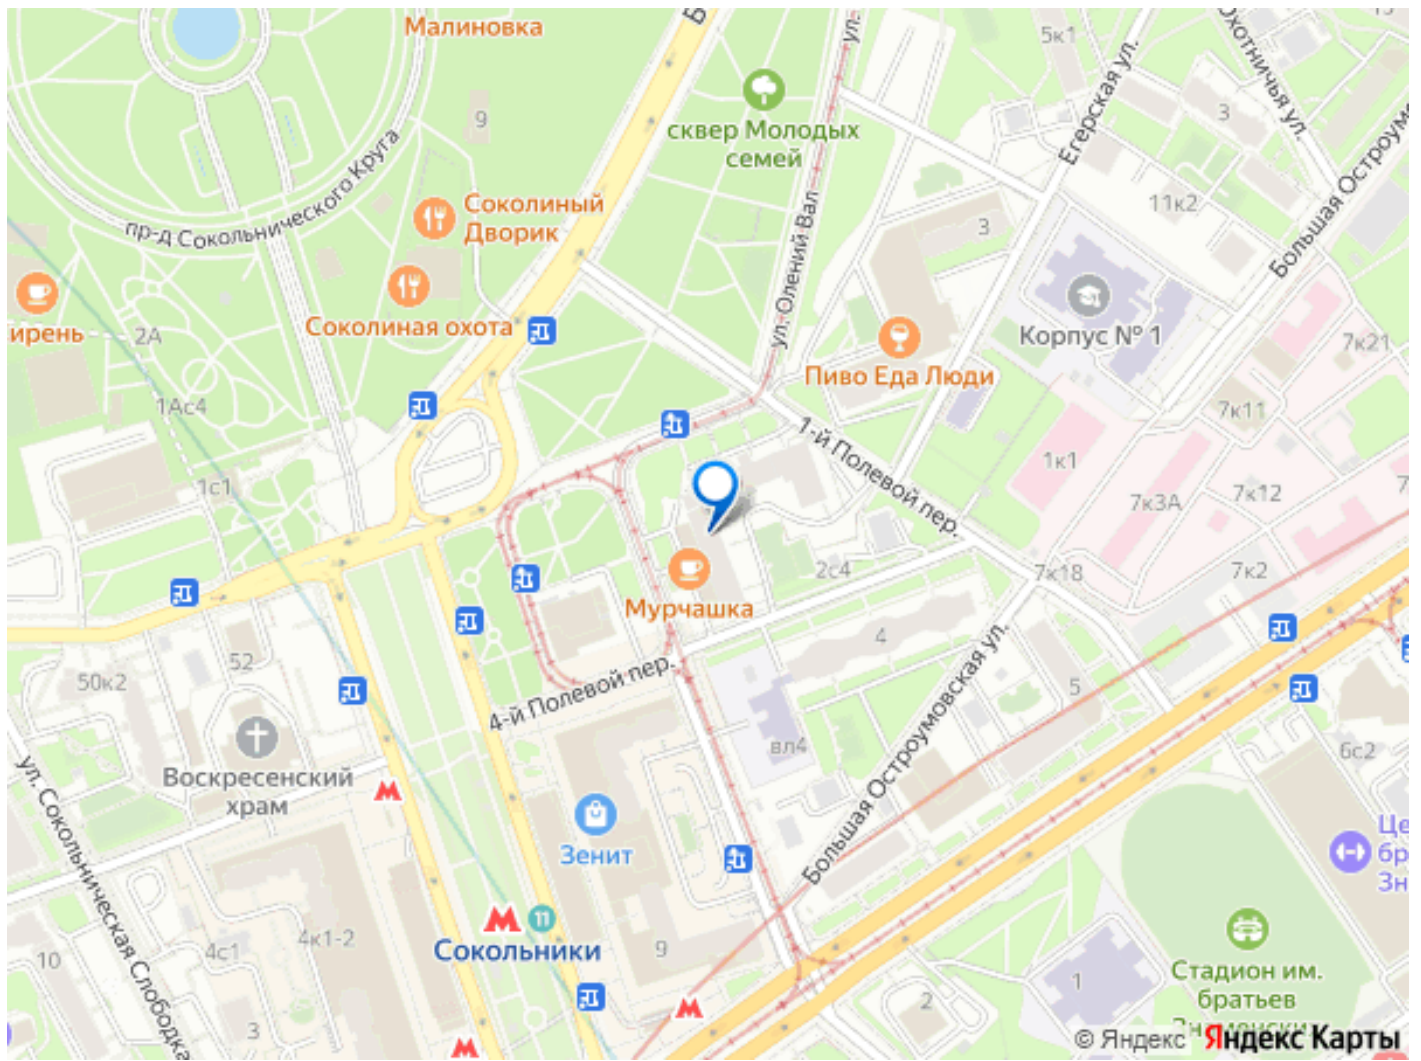 Малиновка
5к1
9
3
сквер Молодых
семей
Егерская ул.
Охотничья ул.
пр-д Сокольнического Круга
Соколиный
Дворик
11к2
3
ул. Олений Вал
Соколиная охота
2А
ирень
Корпус № 1
7к21
Пиво Еда Люди
1Ас4
7к11
1-й Полевой пер.
1к1
1с1
7к3А
7к12
2с4
7к18
7к2
Мурчашка
4
52
50к2
4-й Полевой пер.
5
Большая Остроумовская ул.
вл4
6с2
Воскресенский
храм
ул. Сокольническая Слободка
Зенит
11
Сокольники
4с1
4к1-2
10
9
3
1
2
Стадион им.
братьев
© Яндекс
Яндекс Карты